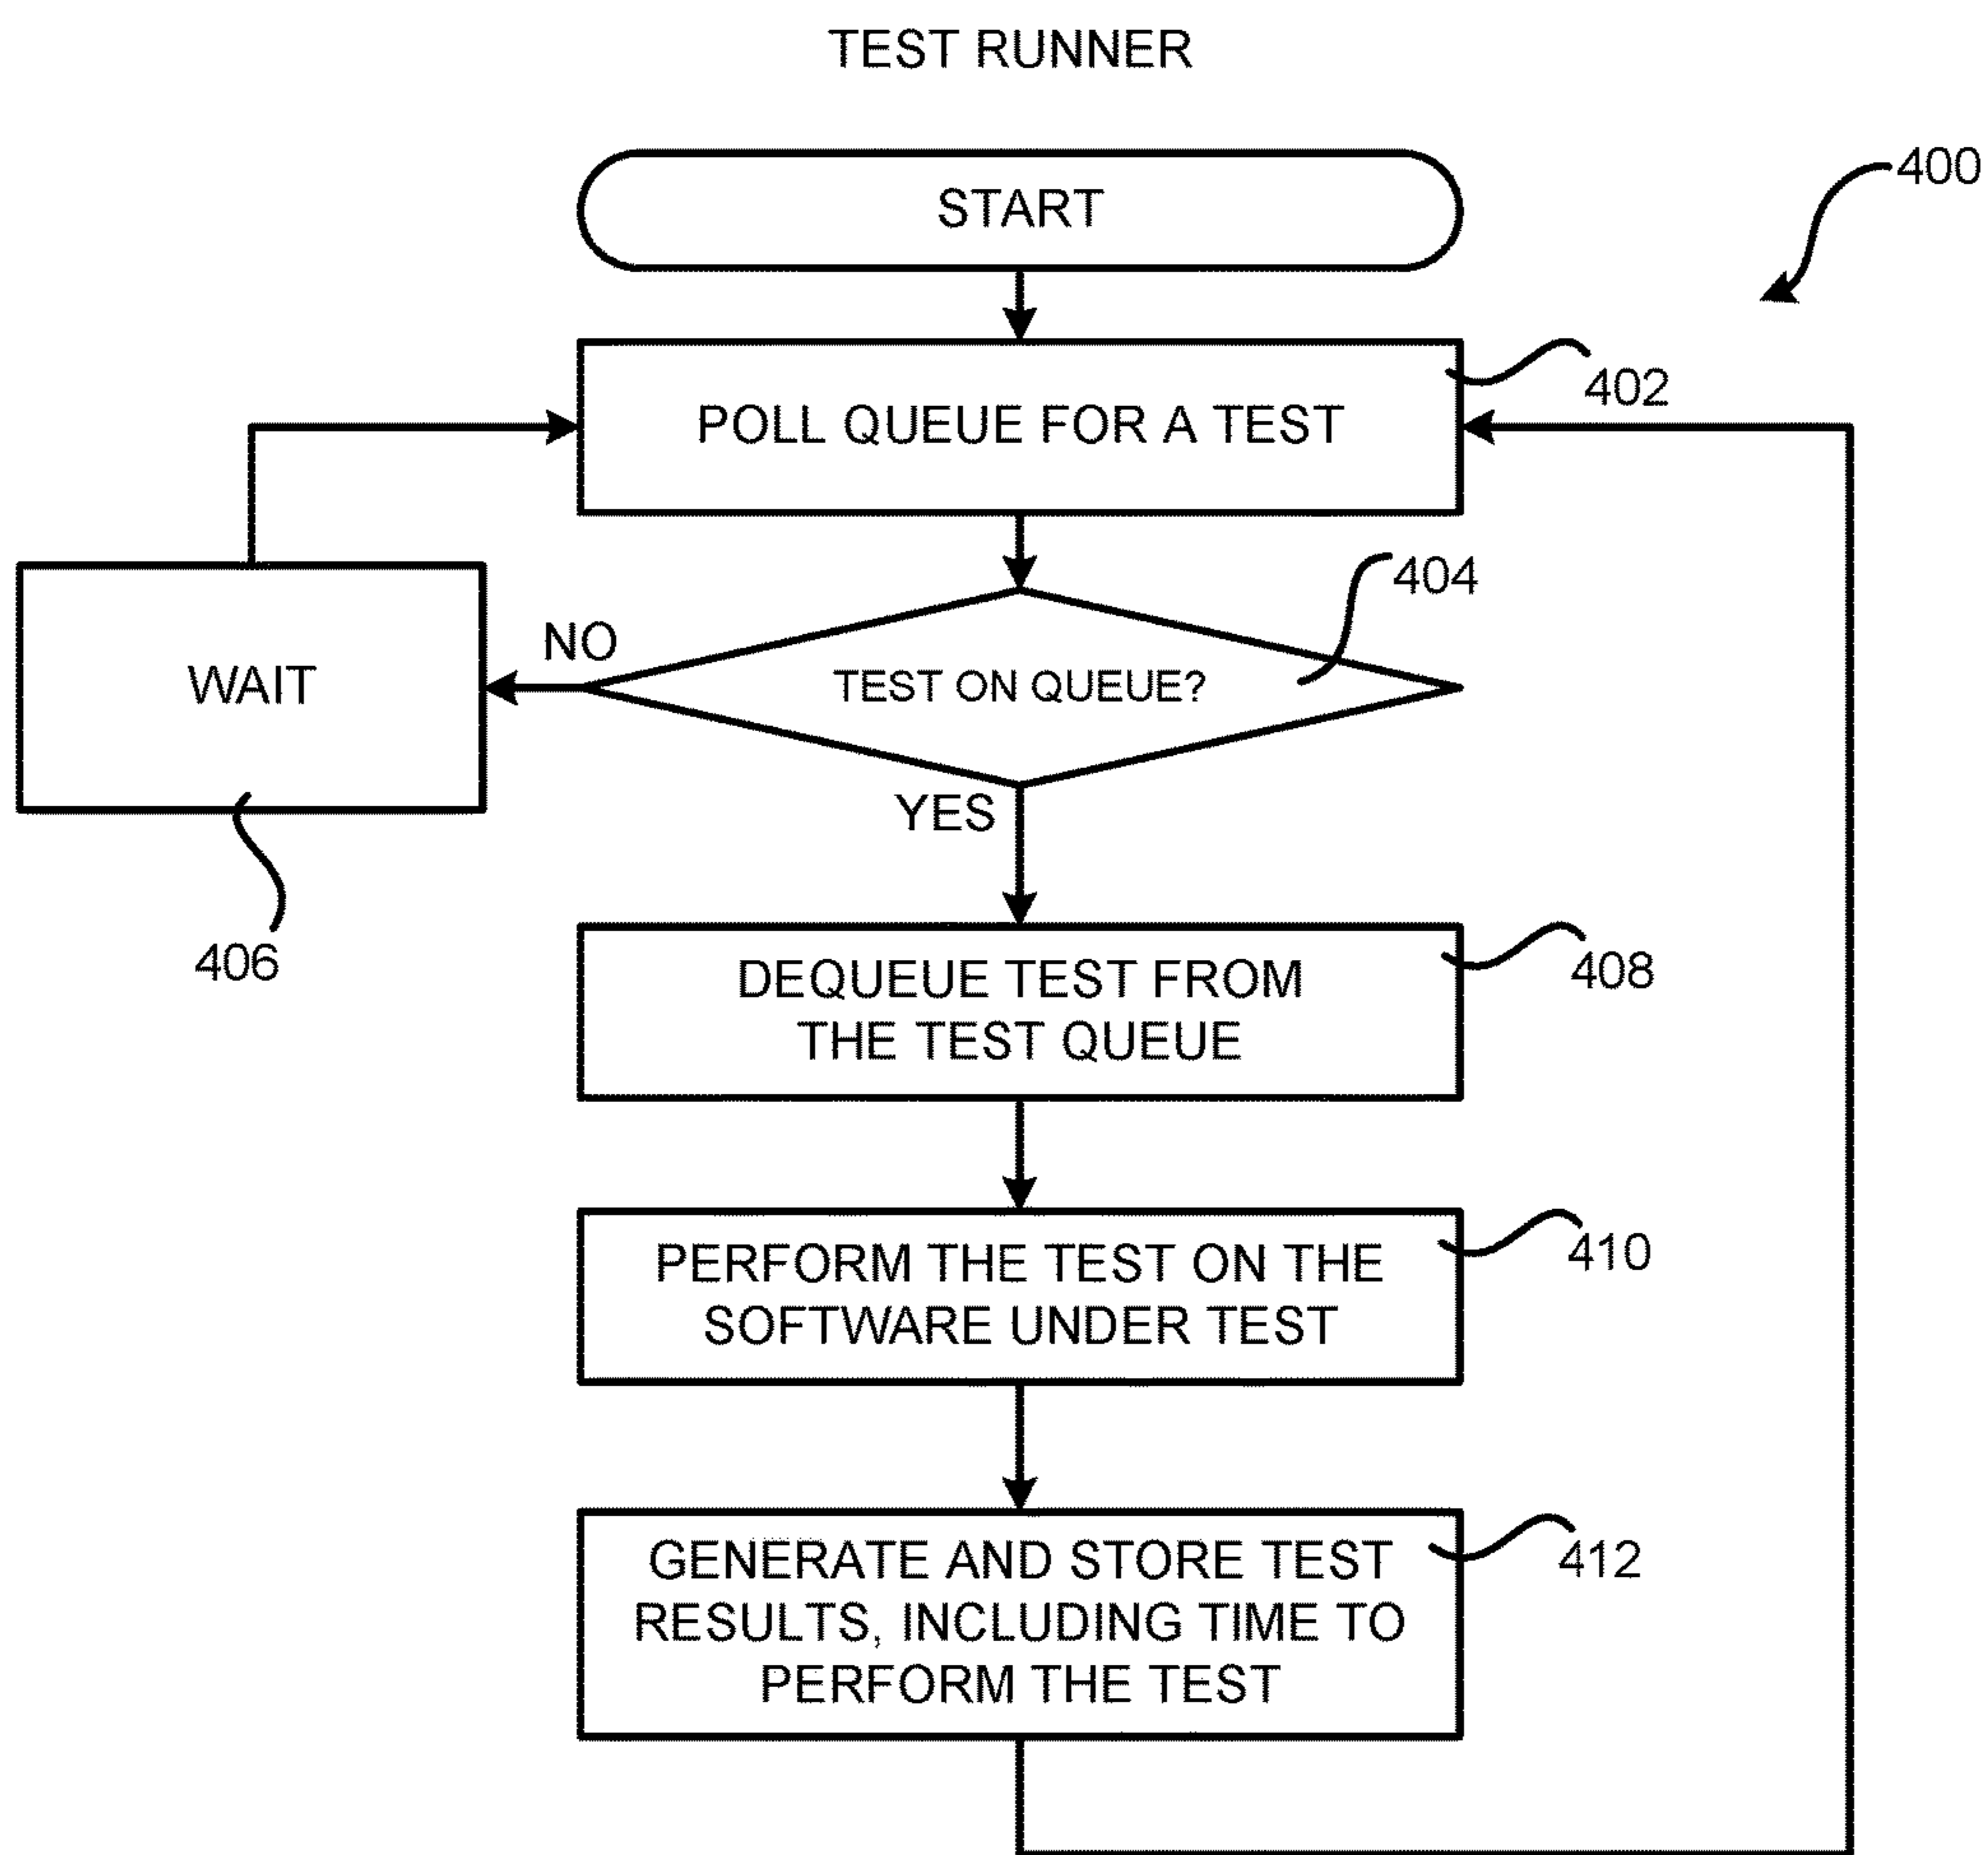 TEST RUNNER
START
400
POLL QUEUE FOR A TEST
402
TEST ON QUEUE?
404
NO
WAIT
406
YES
DEQUEUE TEST FROM
THE TEST QUEUE
408
PERFORM THE TEST ON THE
SOFTWARE UNDER TEST
410
GENERATE AND STORE TEST
RESULTS, INCLUDING TIME TO
PERFORM THE TEST
412